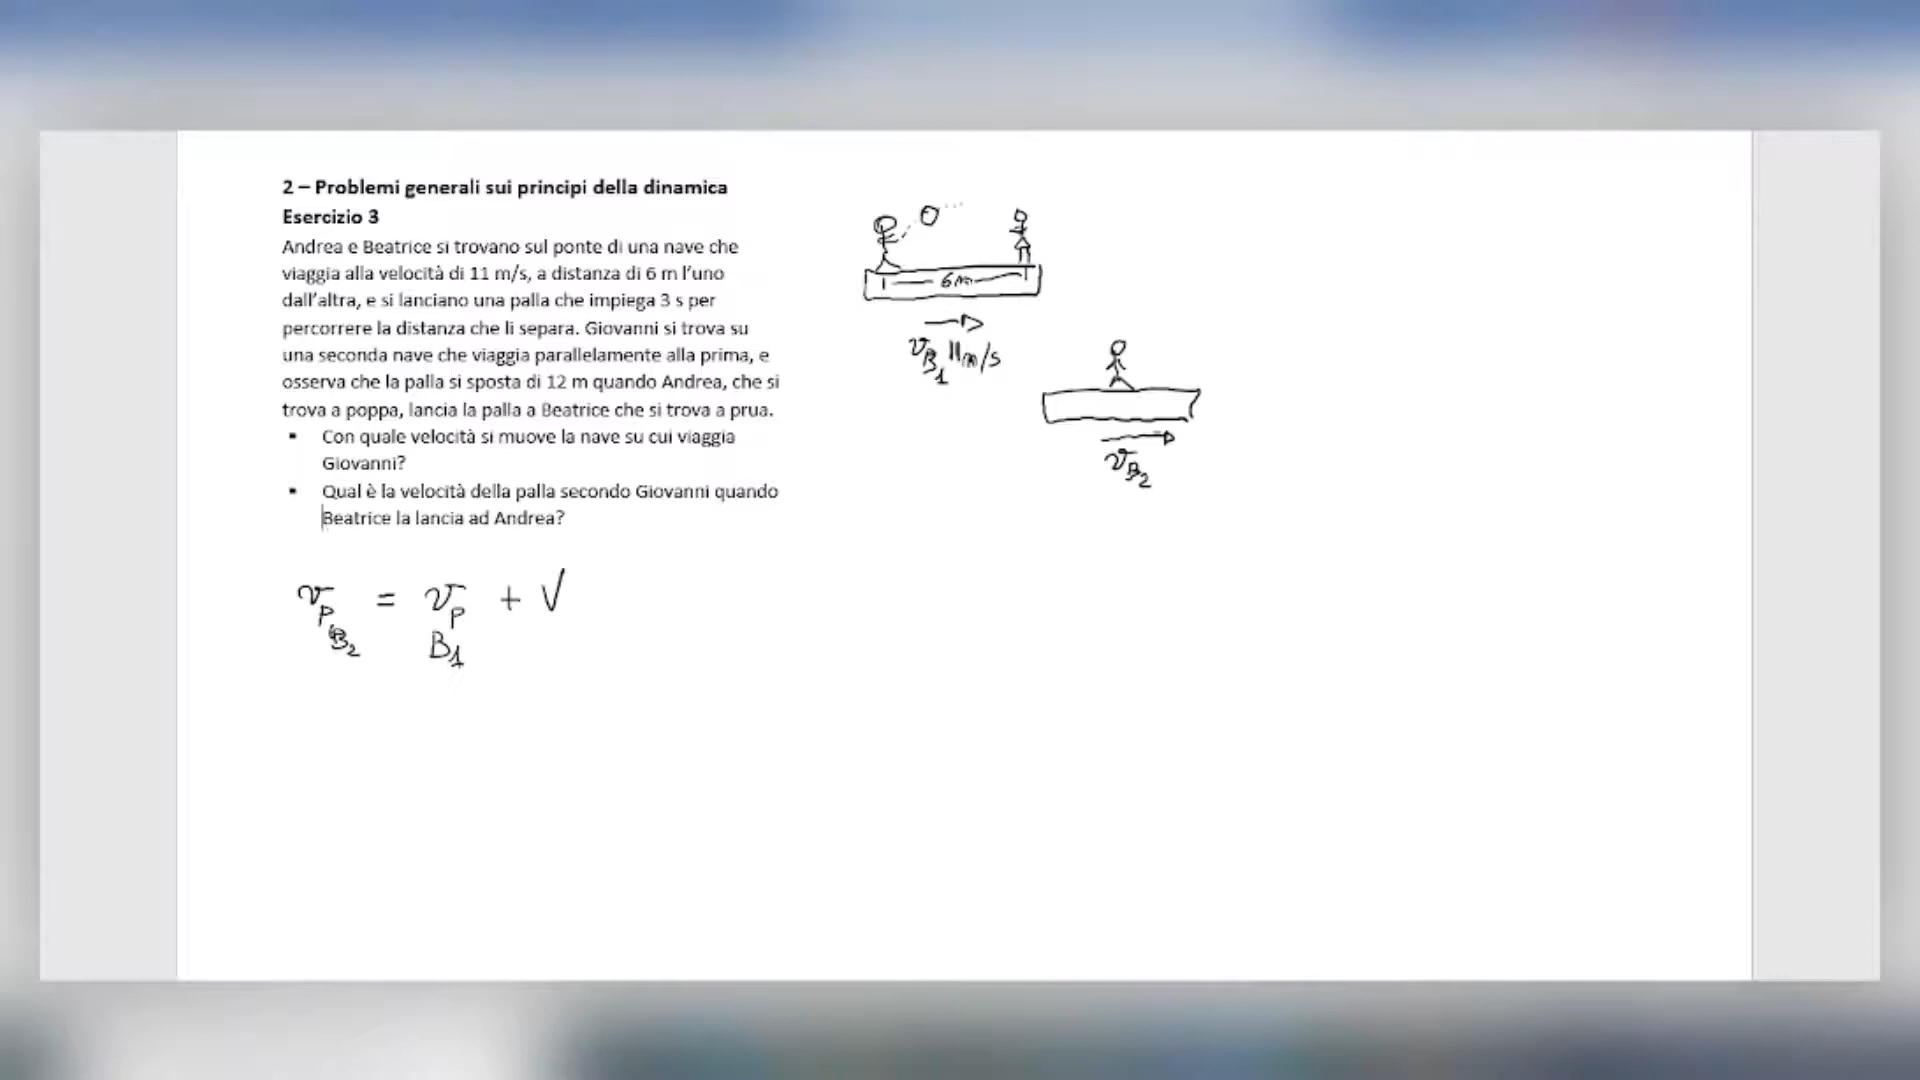 2 – Problemi generali sui principi della dinamica
Esercizio 3
Andrea e Beatrice si trovano sul ponte di una nave che
viaggia alla velocità di 11 m/s, a distanza di 6 m l’uno
dall’altra, e si lanciano una palla che impiega 3 s per
percorrere la distanza che li separa. Giovanni si trova su
una seconda nave che viaggia parallelamente alla prima, e
osserva che la palla si sposta di 12 m quando Andrea, che si
trova a poppa, lancia la palla a Beatrice che si trova a prua.
▪ Con quale velocità si muove la nave su cui viaggia
Giovanni?
▪ Qual è la velocità della palla secondo Giovanni quando
Beatrice la lancia ad Andrea?
6m
v_B1 11m/s
v_B2
v_P B2 = v_P B1 + V